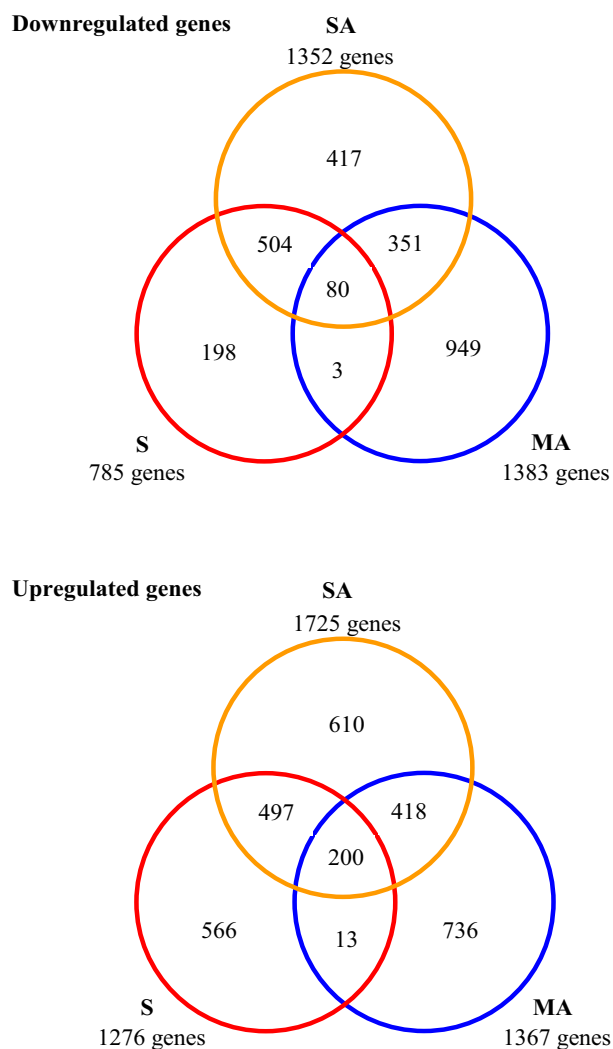 Downregulated genes
SA
1352 genes
417
504
351
80
198
3
949
S
785 genes
MA
1383 genes
Upregulated genes
SA
1725 genes
610
497
418
200
566
13
736
S
1276 genes
MA
1367 genes